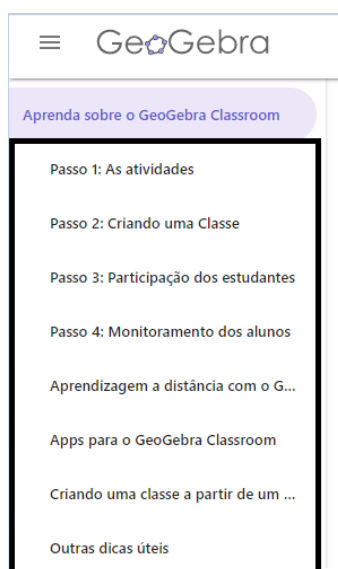 GeoGebra
Aprenda sobre o GeoGebra Classroom
Passo 1: As atividades
Passo 2: Criando uma Classe
Passo 3: Participação dos estudantes
Passo 4: Monitoramento dos alunos
Aprendizagem a distância com o G...
Apps para o GeoGebra Classroom
Criando uma classe a partir de um ...
Outras dicas úteis